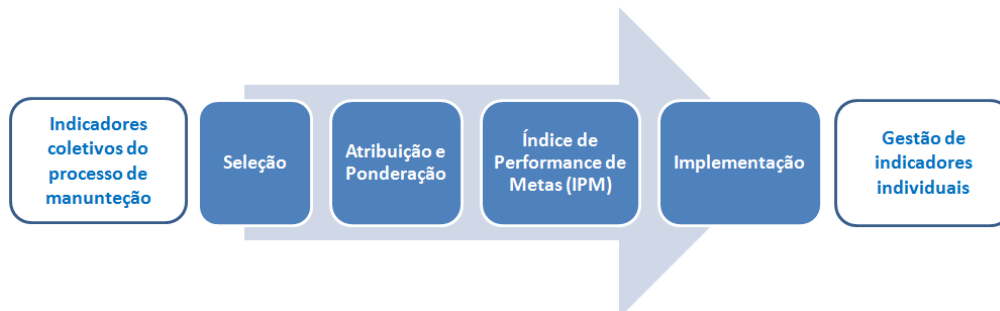 Indicadores
coletivos do
processo de
manunteção
Seleção
Atribuição e
Ponderação
Índice de
Performance de
Metas (IPM)
Implementação
Gestão de
indicadores
individuais